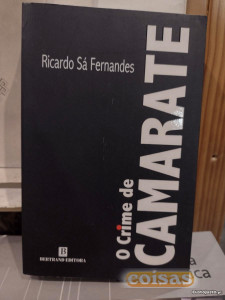 Ricardo Sá Fernandes
O Crime de
CAMARATE
B
BERTRAND EDITORA
coisas